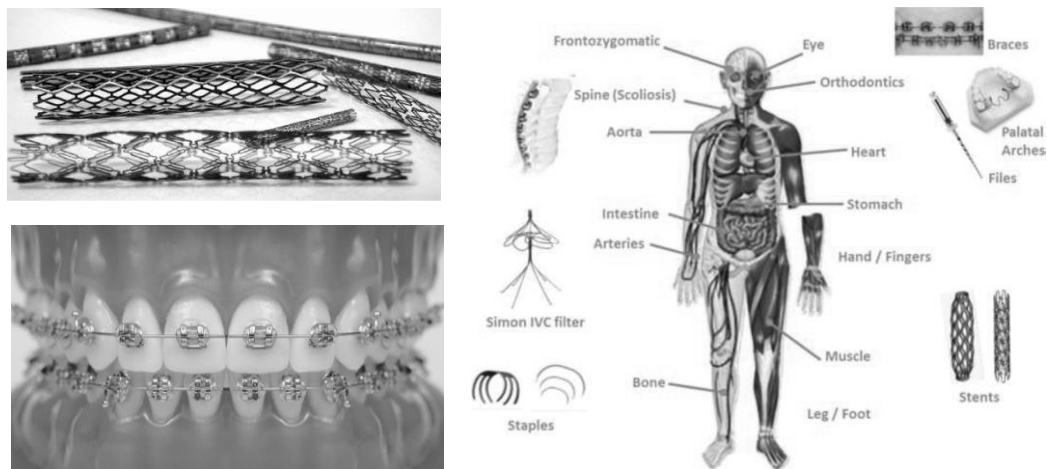 Frontozygomatic
Eye
Braces
Orthodontics
Spine (Scoliosis)
Palatal
Arches
Aorta
Heart
Files
Stomach
Intestine
Arteries
Hand / Fingers
Simon IVC filter
Muscle
Bone
Stents
Leg / Foot
Staples